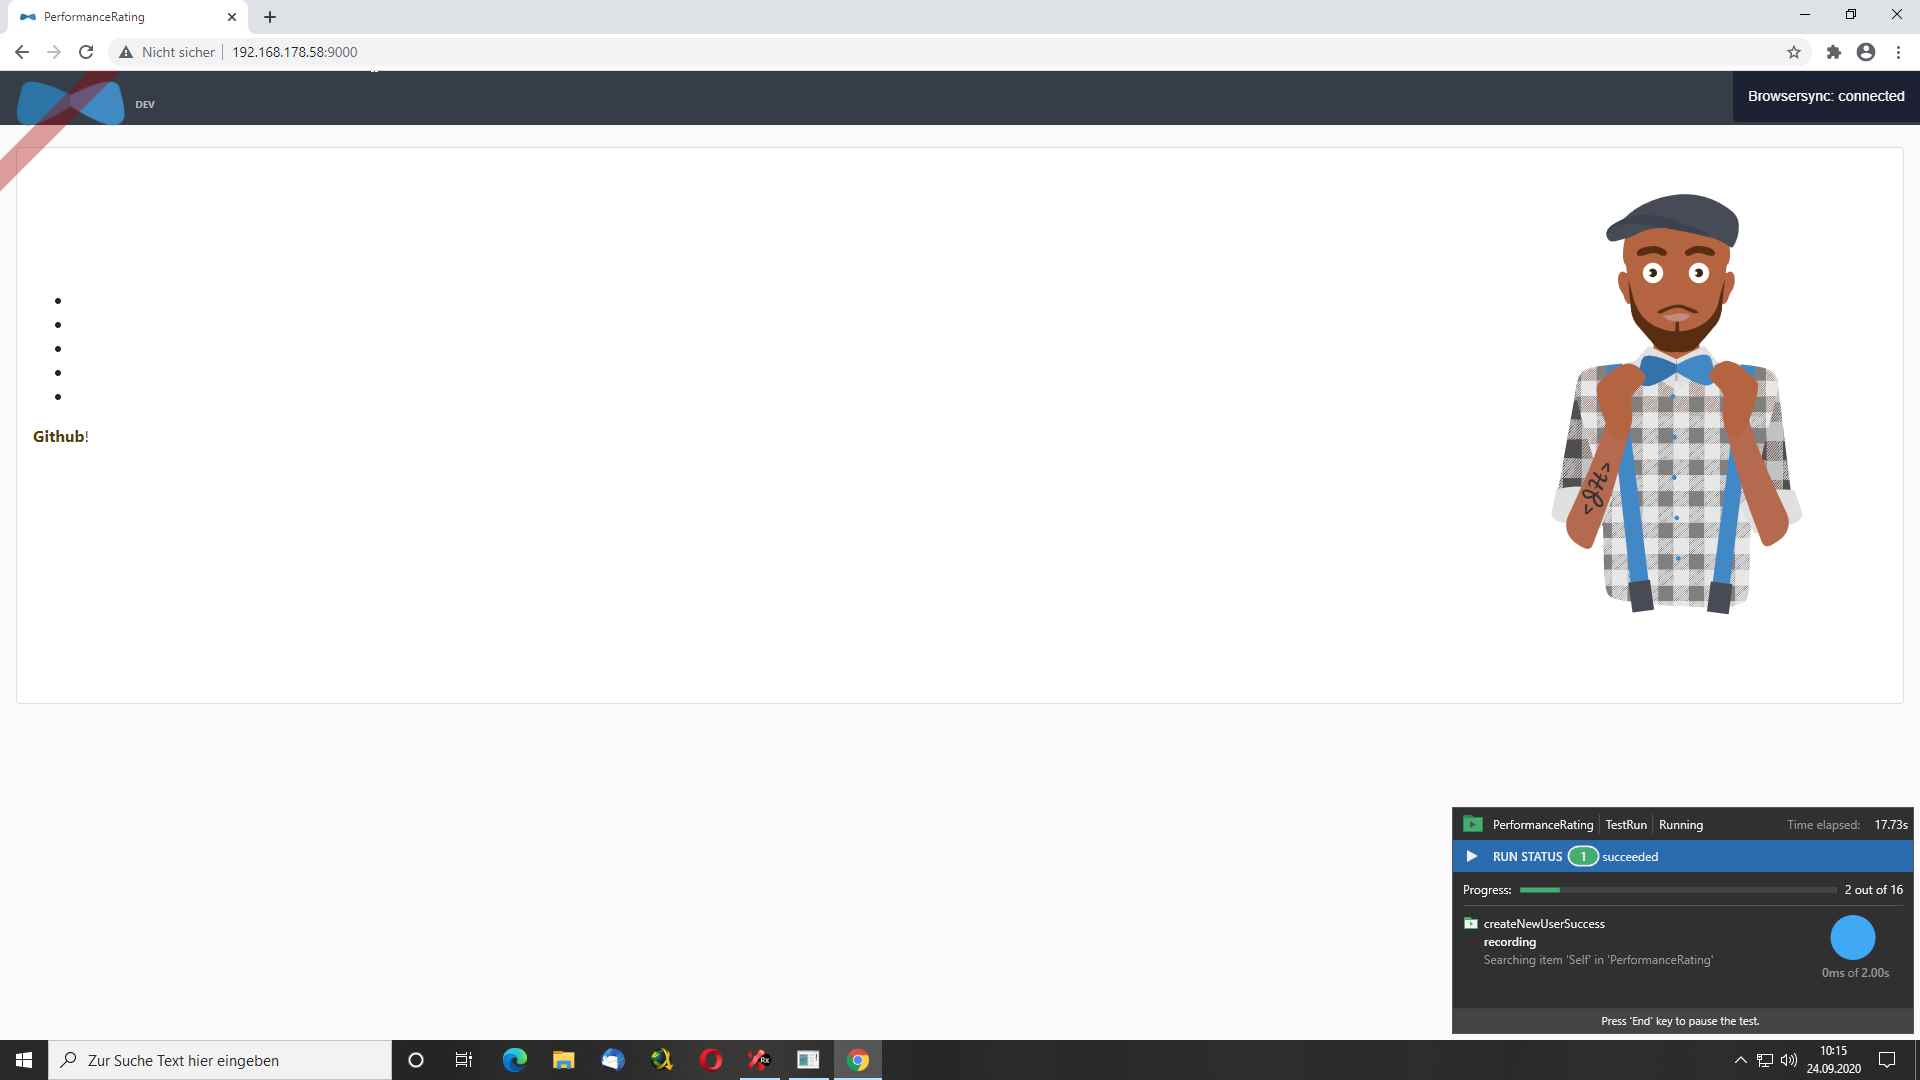 PerformanceRating
Nicht sicher
192.168.178.58:9000
DEV
Browsersync: connected
Github!
<JH>
PerformanceRating TestRun Running Time elapsed: 17.73s
RUN STATUS 1 succeeded
Progress: 2 out of 16
createNewUserSuccess
recording
Searching item 'Self' in 'PerformanceRating'
0ms of 2.00s
Press 'End' key to pause the test.
Zur Suche Text hier eingeben
Rx
10:15
24.09.2020